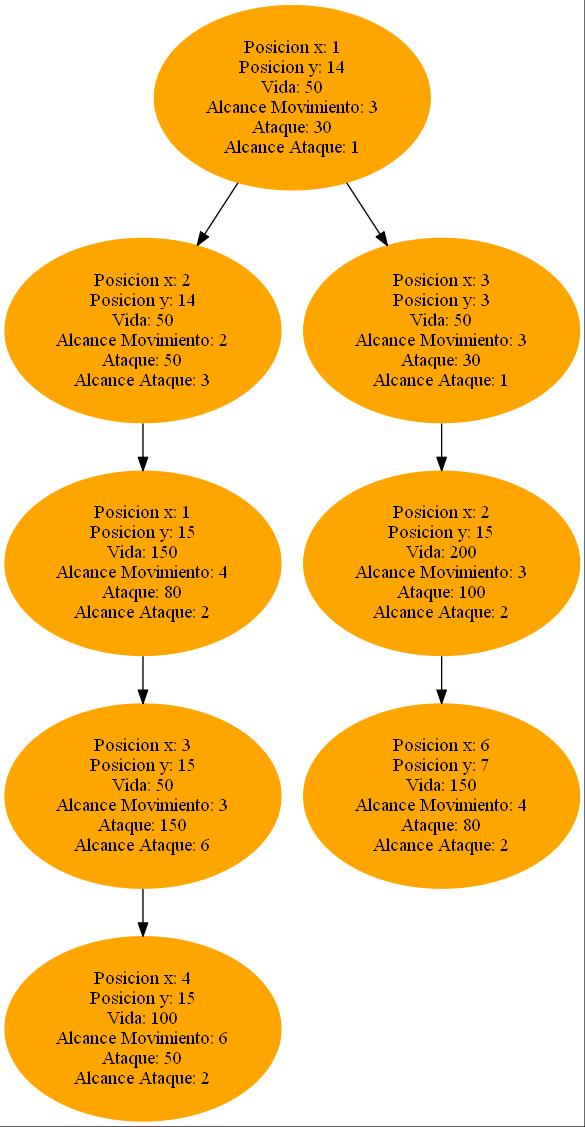 Posicion x: 1
Posicion y: 14
Vida: 50
Alcance Movimiento: 3
Ataque: 30
Alcance Ataque: 1
Posicion x: 2
Posicion y: 14
Vida: 50
Alcance Movimiento: 2
Ataque: 50
Alcance Ataque: 3
Posicion x: 3
Posicion y: 3
Vida: 50
Alcance Movimiento: 3
Ataque: 30
Alcance Ataque: 1
Posicion x: 1
Posicion y: 15
Vida: 150
Alcance Movimiento: 4
Ataque: 80
Alcance Ataque: 2
Posicion x: 2
Posicion y: 15
Vida: 200
Alcance Movimiento: 3
Ataque: 100
Alcance Ataque: 2
Posicion x: 3
Posicion y: 15
Vida: 50
Alcance Movimiento: 3
Ataque: 150
Alcance Ataque: 6
Posicion x: 6
Posicion y: 7
Vida: 150
Alcance Movimiento: 4
Ataque: 80
Alcance Ataque: 2
Posicion x: 4
Posicion y: 15
Vida: 100
Alcance Movimiento: 6
Ataque: 50
Alcance Ataque: 2